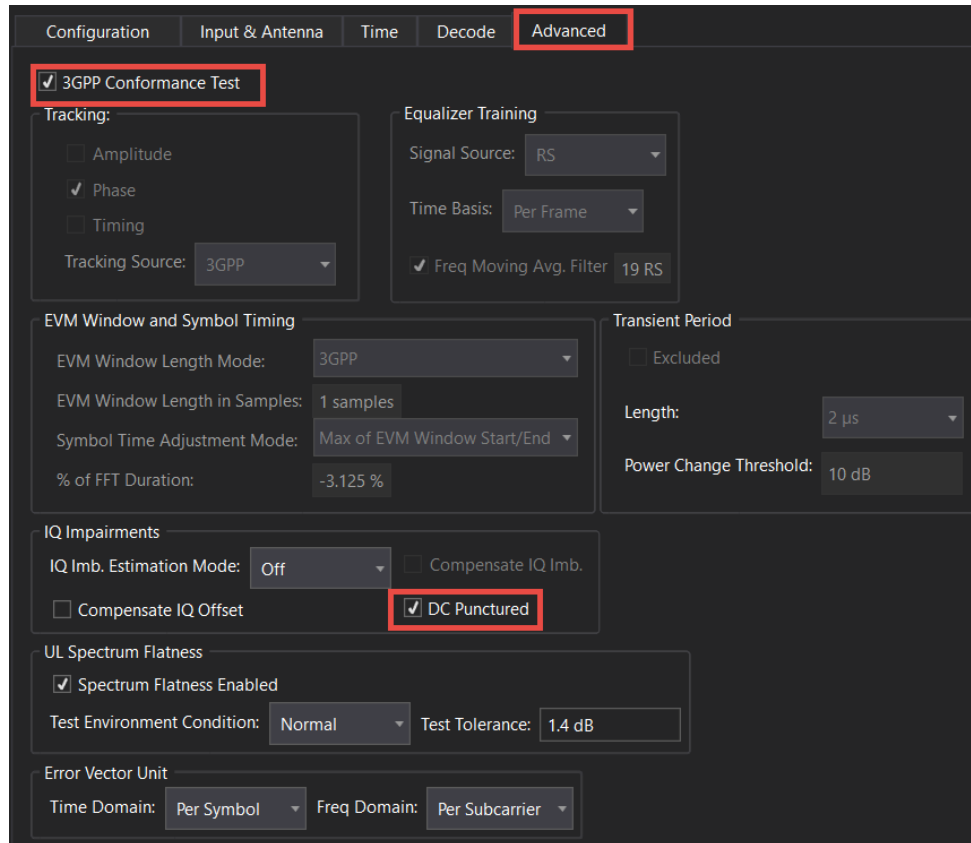 Configuration Input & Antenna Time Decode Advanced
3GPP Conformance Test
Tracking:
Amplitude
Phase
Timing
Tracking Source: 3GPP
Equalizer Training
Signal Source: RS
Time Basis: Per Frame
Freq Moving Avg. Filter 19 RS
EVM Window and Symbol Timing
EVM Window Length Mode: 3GPP
EVM Window Length in Samples: 1 samples
Symbol Time Adjustment Mode: Max of EVM Window Start/End
% of FFT Duration: -3.125 %
Transient Period
Excluded
Length: 2 μs
Power Change Threshold: 10 dB
IQ Impairments
IQ Imb. Estimation Mode: Off Compensate IQ Imb.
Compensate IQ Offset DC Punctured
UL Spectrum Flatness
Spectrum Flatness Enabled
Test Environment Condition: Normal Test Tolerance: 1.4 dB
Error Vector Unit
Time Domain: Per Symbol Freq Domain: Per Subcarrier